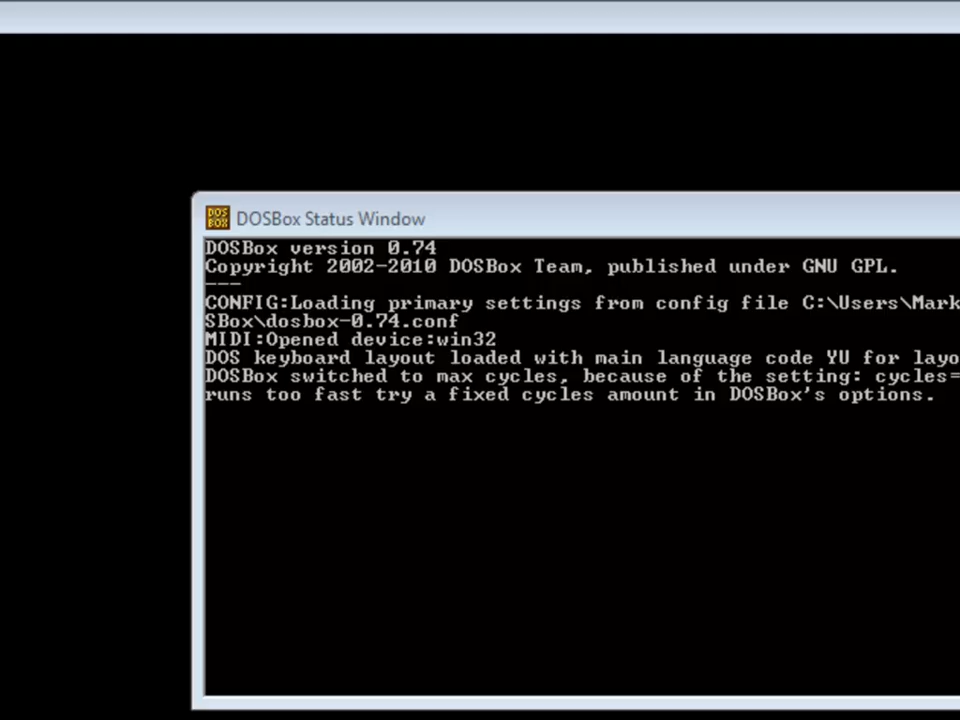 DOS
BOX
DOSBox Status Window
DOSBox version 0.74
Copyright 2002-2010 DOSBox Team, published under GNU GPL.
---
CONFIG:Loading primary settings from config file C:\Users\Mark
SBox\dosbox-0.74.conf
MIDI:Opened device:win32
DOS keyboard layout loaded with main language code YU for layo
DOSBox switched to max cycles, because of the setting: cycles=
runs too fast try a fixed cycles amount in DOSBox's options.